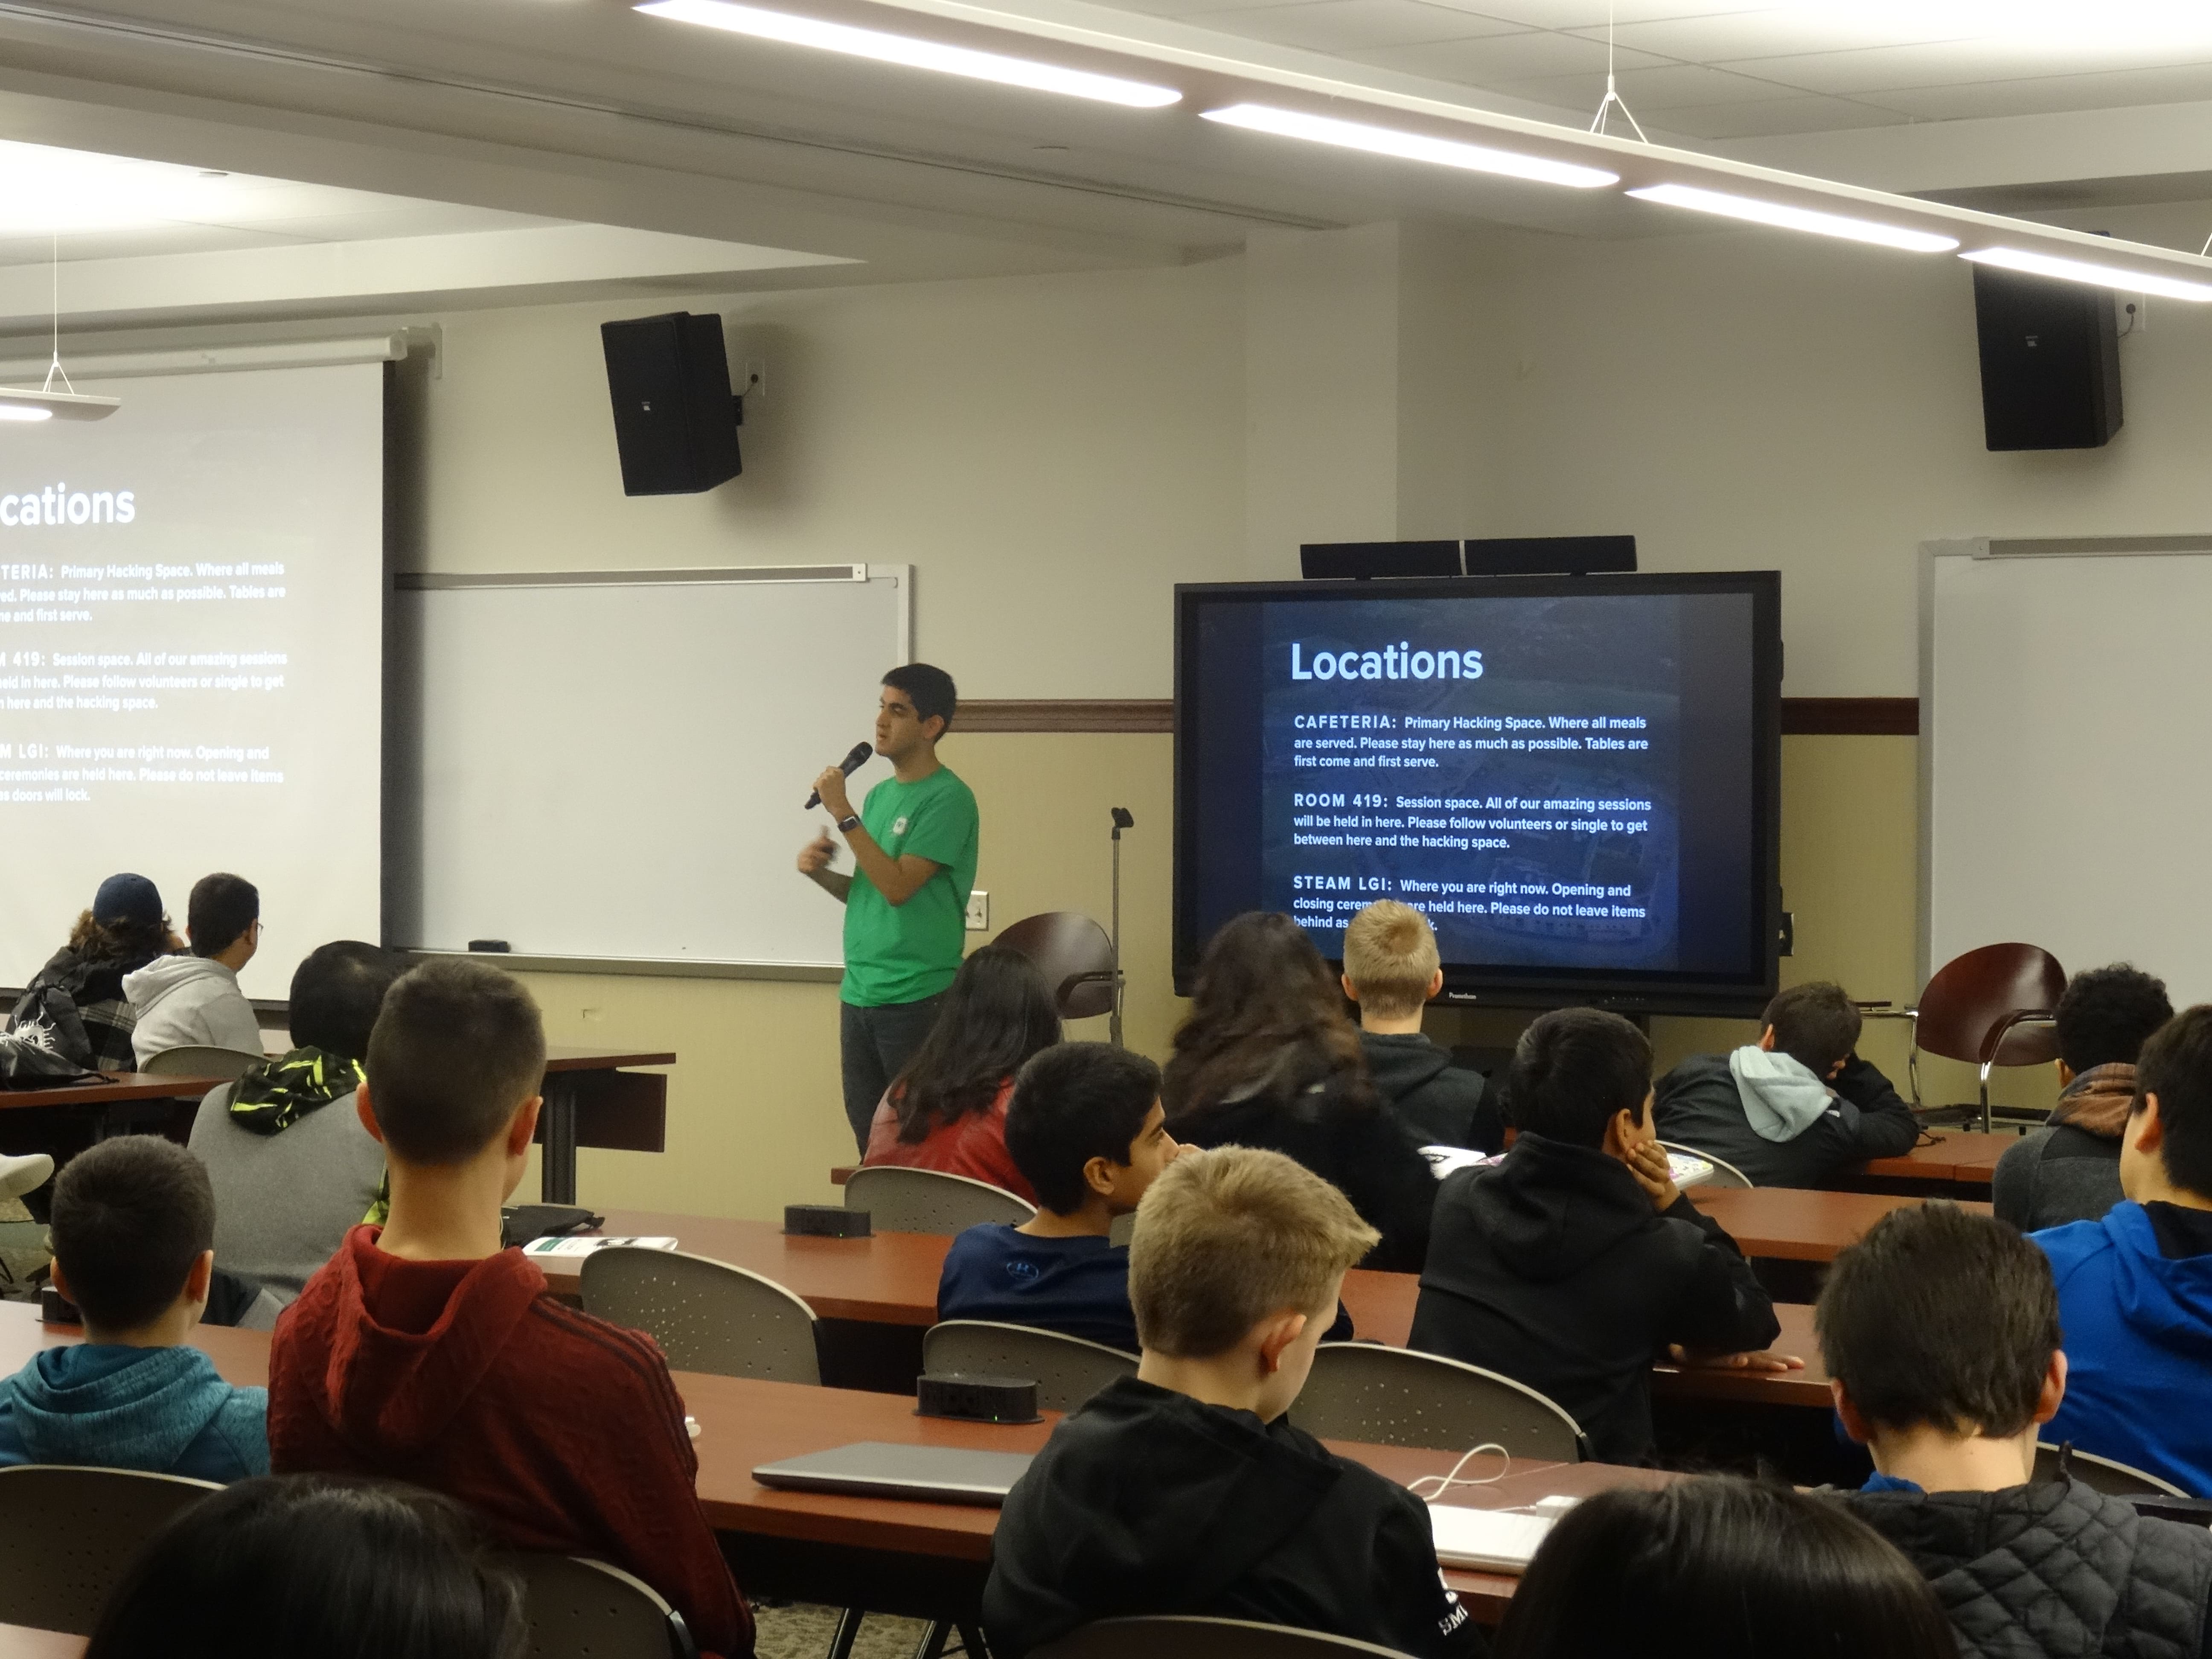 cations
TERIA: Primary Hacking Space. Where all meals
ed. Please stay here as much as possible. Tables are
e and first serve.
419: Session space. All of our amazing sessions
eld in here. Please follow volunteers or single to get
here and the hacking space.
M LGI: Where you are right now. Opening and
ceremonies are held here. Please do not leave items
s doors will lock.
Locations
CAFETERIA: Primary Hacking Space. Where all meals
are served. Please stay here as much as possible. Tables are
first come and first serve.
ROOM 419: Session space. All of our amazing sessions
will be held in here. Please follow volunteers or single to get
between here and the hacking space.
STEAM LGI: Where you are right now. Opening and
closing cerem are held here. Please do not leave items
behind as k.
Promethean